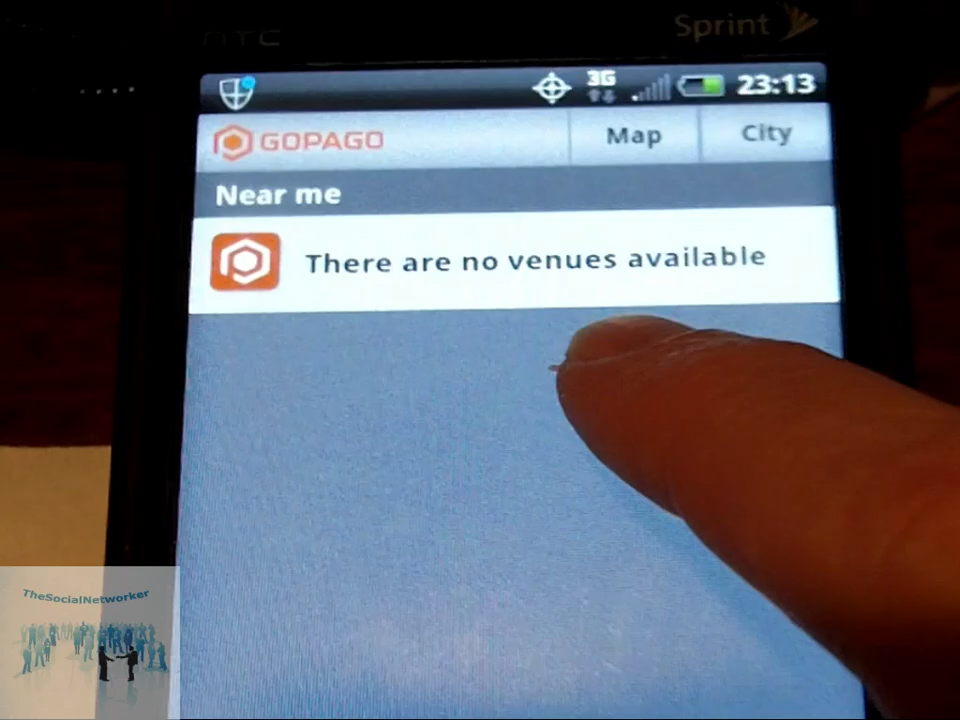 hTC
Sprint
3G
23:13
GOPAGO
Map
City
Near me
There are no venues available
TheSocialNetworker